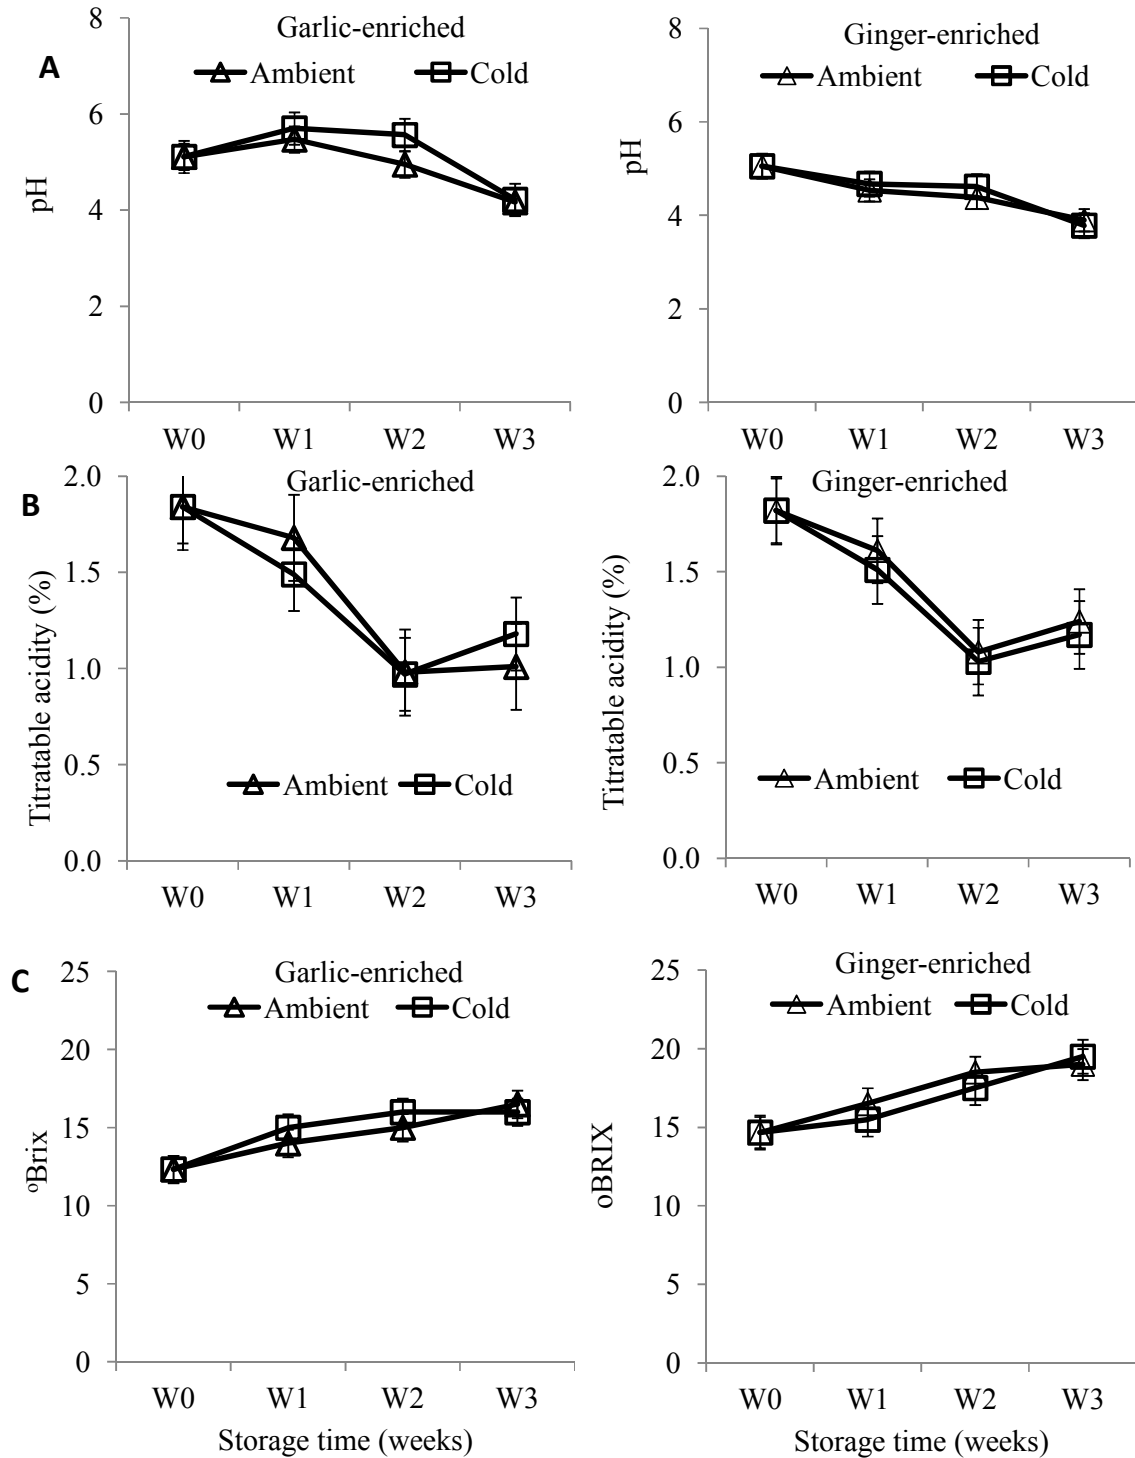 A
Garlic-enriched
Ambient Cold
pH
8
6
4
2
0
W0 W1 W2 W3
Ginger-enriched
Ambient Cold
pH
8
6
4
2
0
W0 W1 W2 W3
B
Garlic-enriched
Titratable acidity (%)
2.0
1.5
1.0
0.5
0.0
Ambient Cold
W0 W1 W2 W3
Ginger-enriched
Titratable acidity (%)
2.0
1.5
1.0
0.5
0.0
Ambient Cold
W0 W1 W2 W3
C
Garlic-enriched
Ambient Cold
ºBrix
25
20
15
10
5
0
W0 W1 W2 W3
Storage time (weeks)
Ginger-enriched
Ambient Cold
oBRIX
25
20
15
10
5
0
W0 W1 W2 W3
Storage time (weeks)